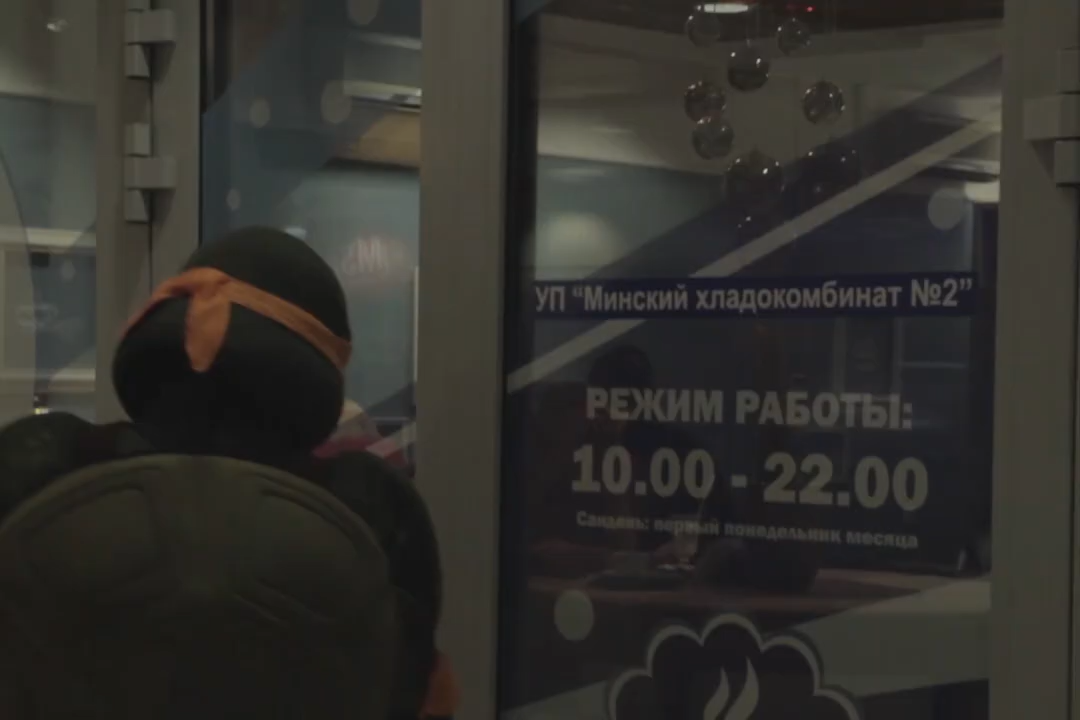 УП “Минский хладокомбинат №2”
РЕЖИМ РАБОТЫ:
10.00 - 22.00
Сандень: первый понедельник месяца